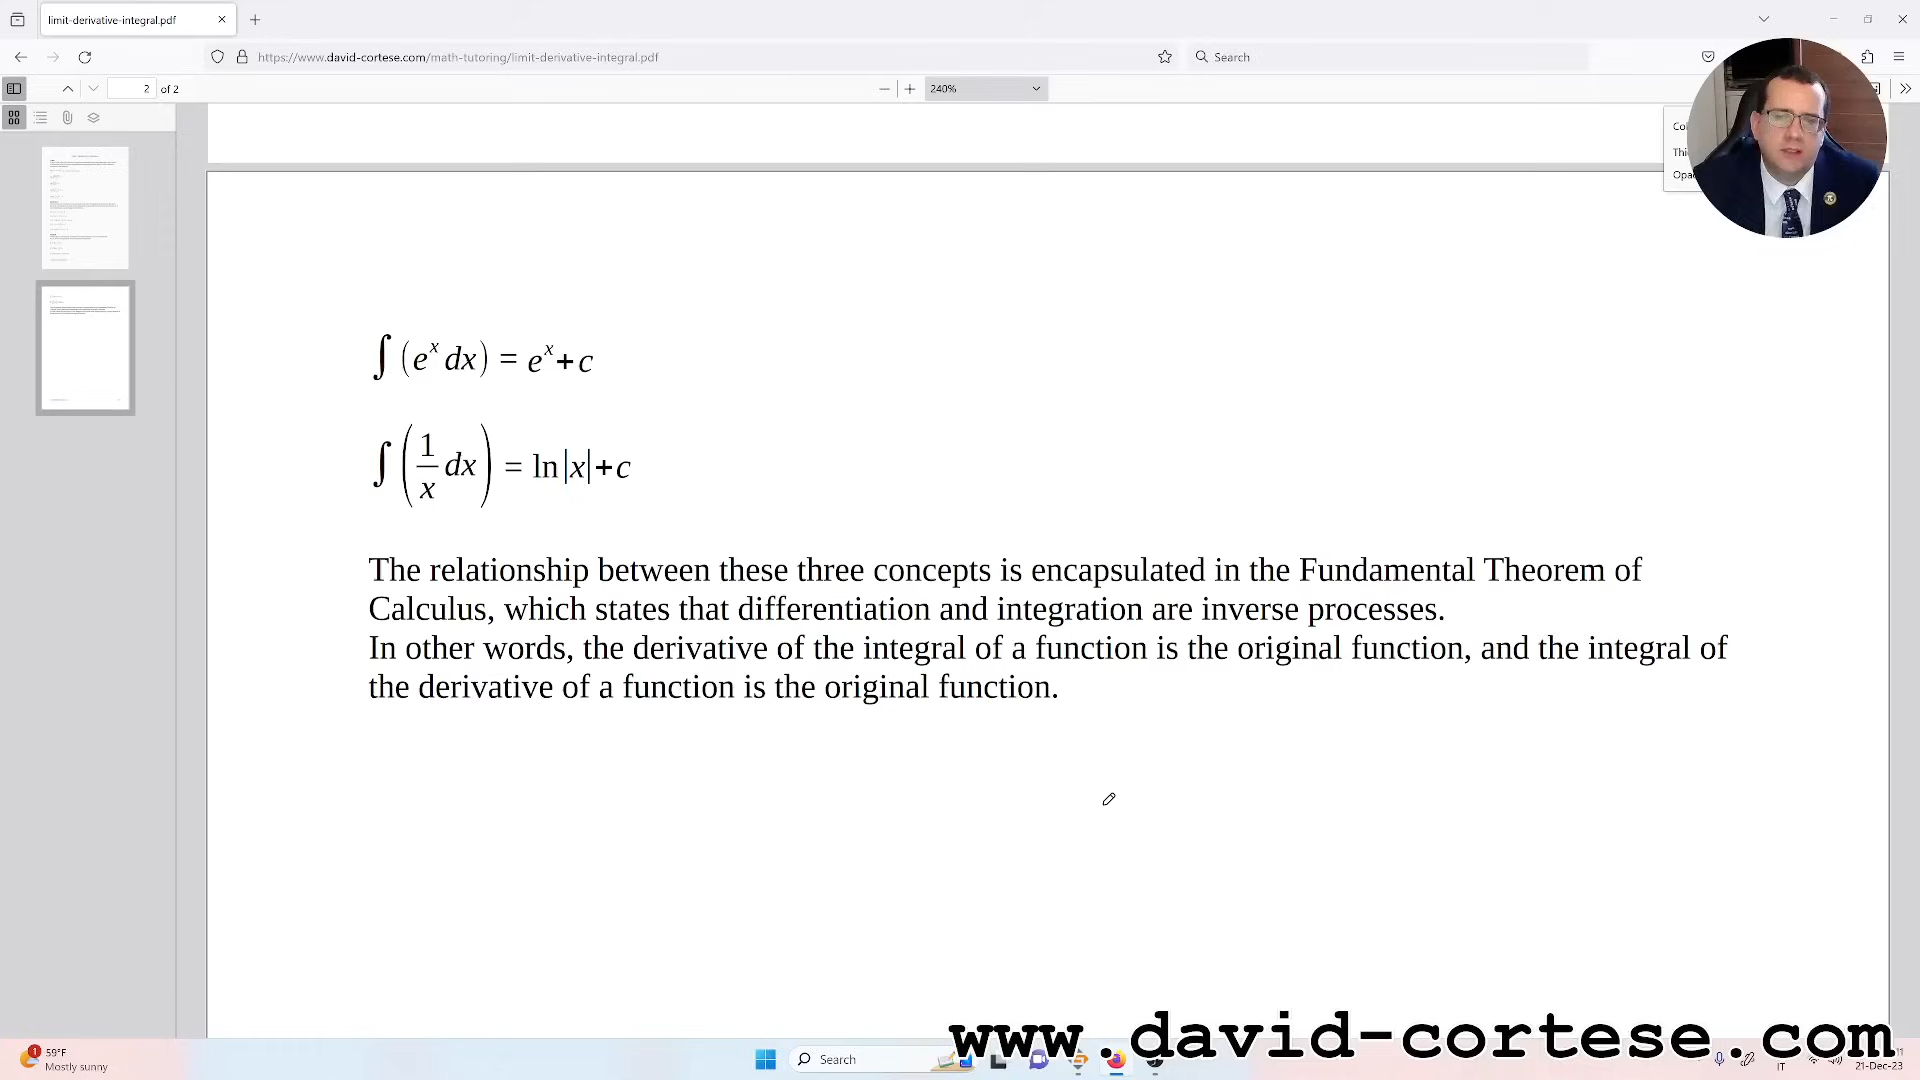 limit-derivative-integral.pdf
https://www.david-cortese.com/math-tutoring/limit-derivative-integral.pdf
Search
2 of 2
240%
∫ (e^x dx) = e^x + c
∫ (1/x dx) = ln|x| + c
The relationship between these three concepts is encapsulated in the Fundamental Theorem of
Calculus, which states that differentiation and integration are inverse processes.
In other words, the derivative of the integral of a function is the original function, and the integral of
the derivative of a function is the original function.
www.david-cortese.com
1
59°F
Mostly sunny
Search
IT
21-Dec-23